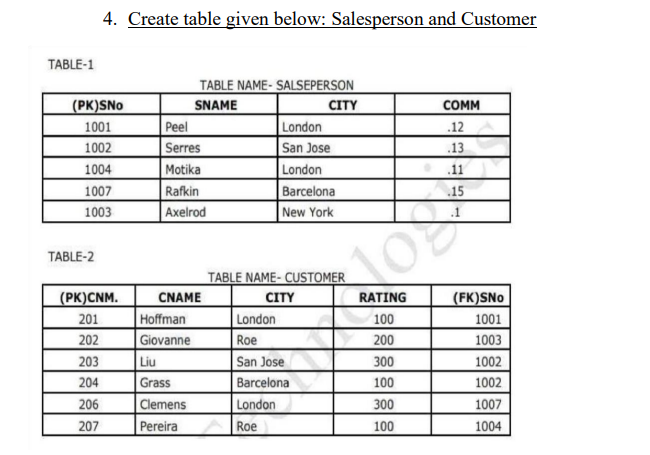 4. Create table given below: Salesperson and Customer
TABLE-1
TABLE NAME- SALSEPERSON
(PK)SNo SNAME CITY COMM
1001 Peel London .12
1002 Serres San Jose .13
1004 Motika London .11
1007 Rafkin Barcelona .15
1003 Axelrod New York .1
TABLE-2
TABLE NAME- CUSTOMER
(PK)CNM. CNAME CITY RATING (FK)SNo
201 Hoffman London 100 1001
202 Giovanne Roe 200 1003
203 Liu San Jose 300 1002
204 Grass Barcelona 100 1002
206 Clemens London 300 1007
207 Pereira Roe 100 1004
Technologies